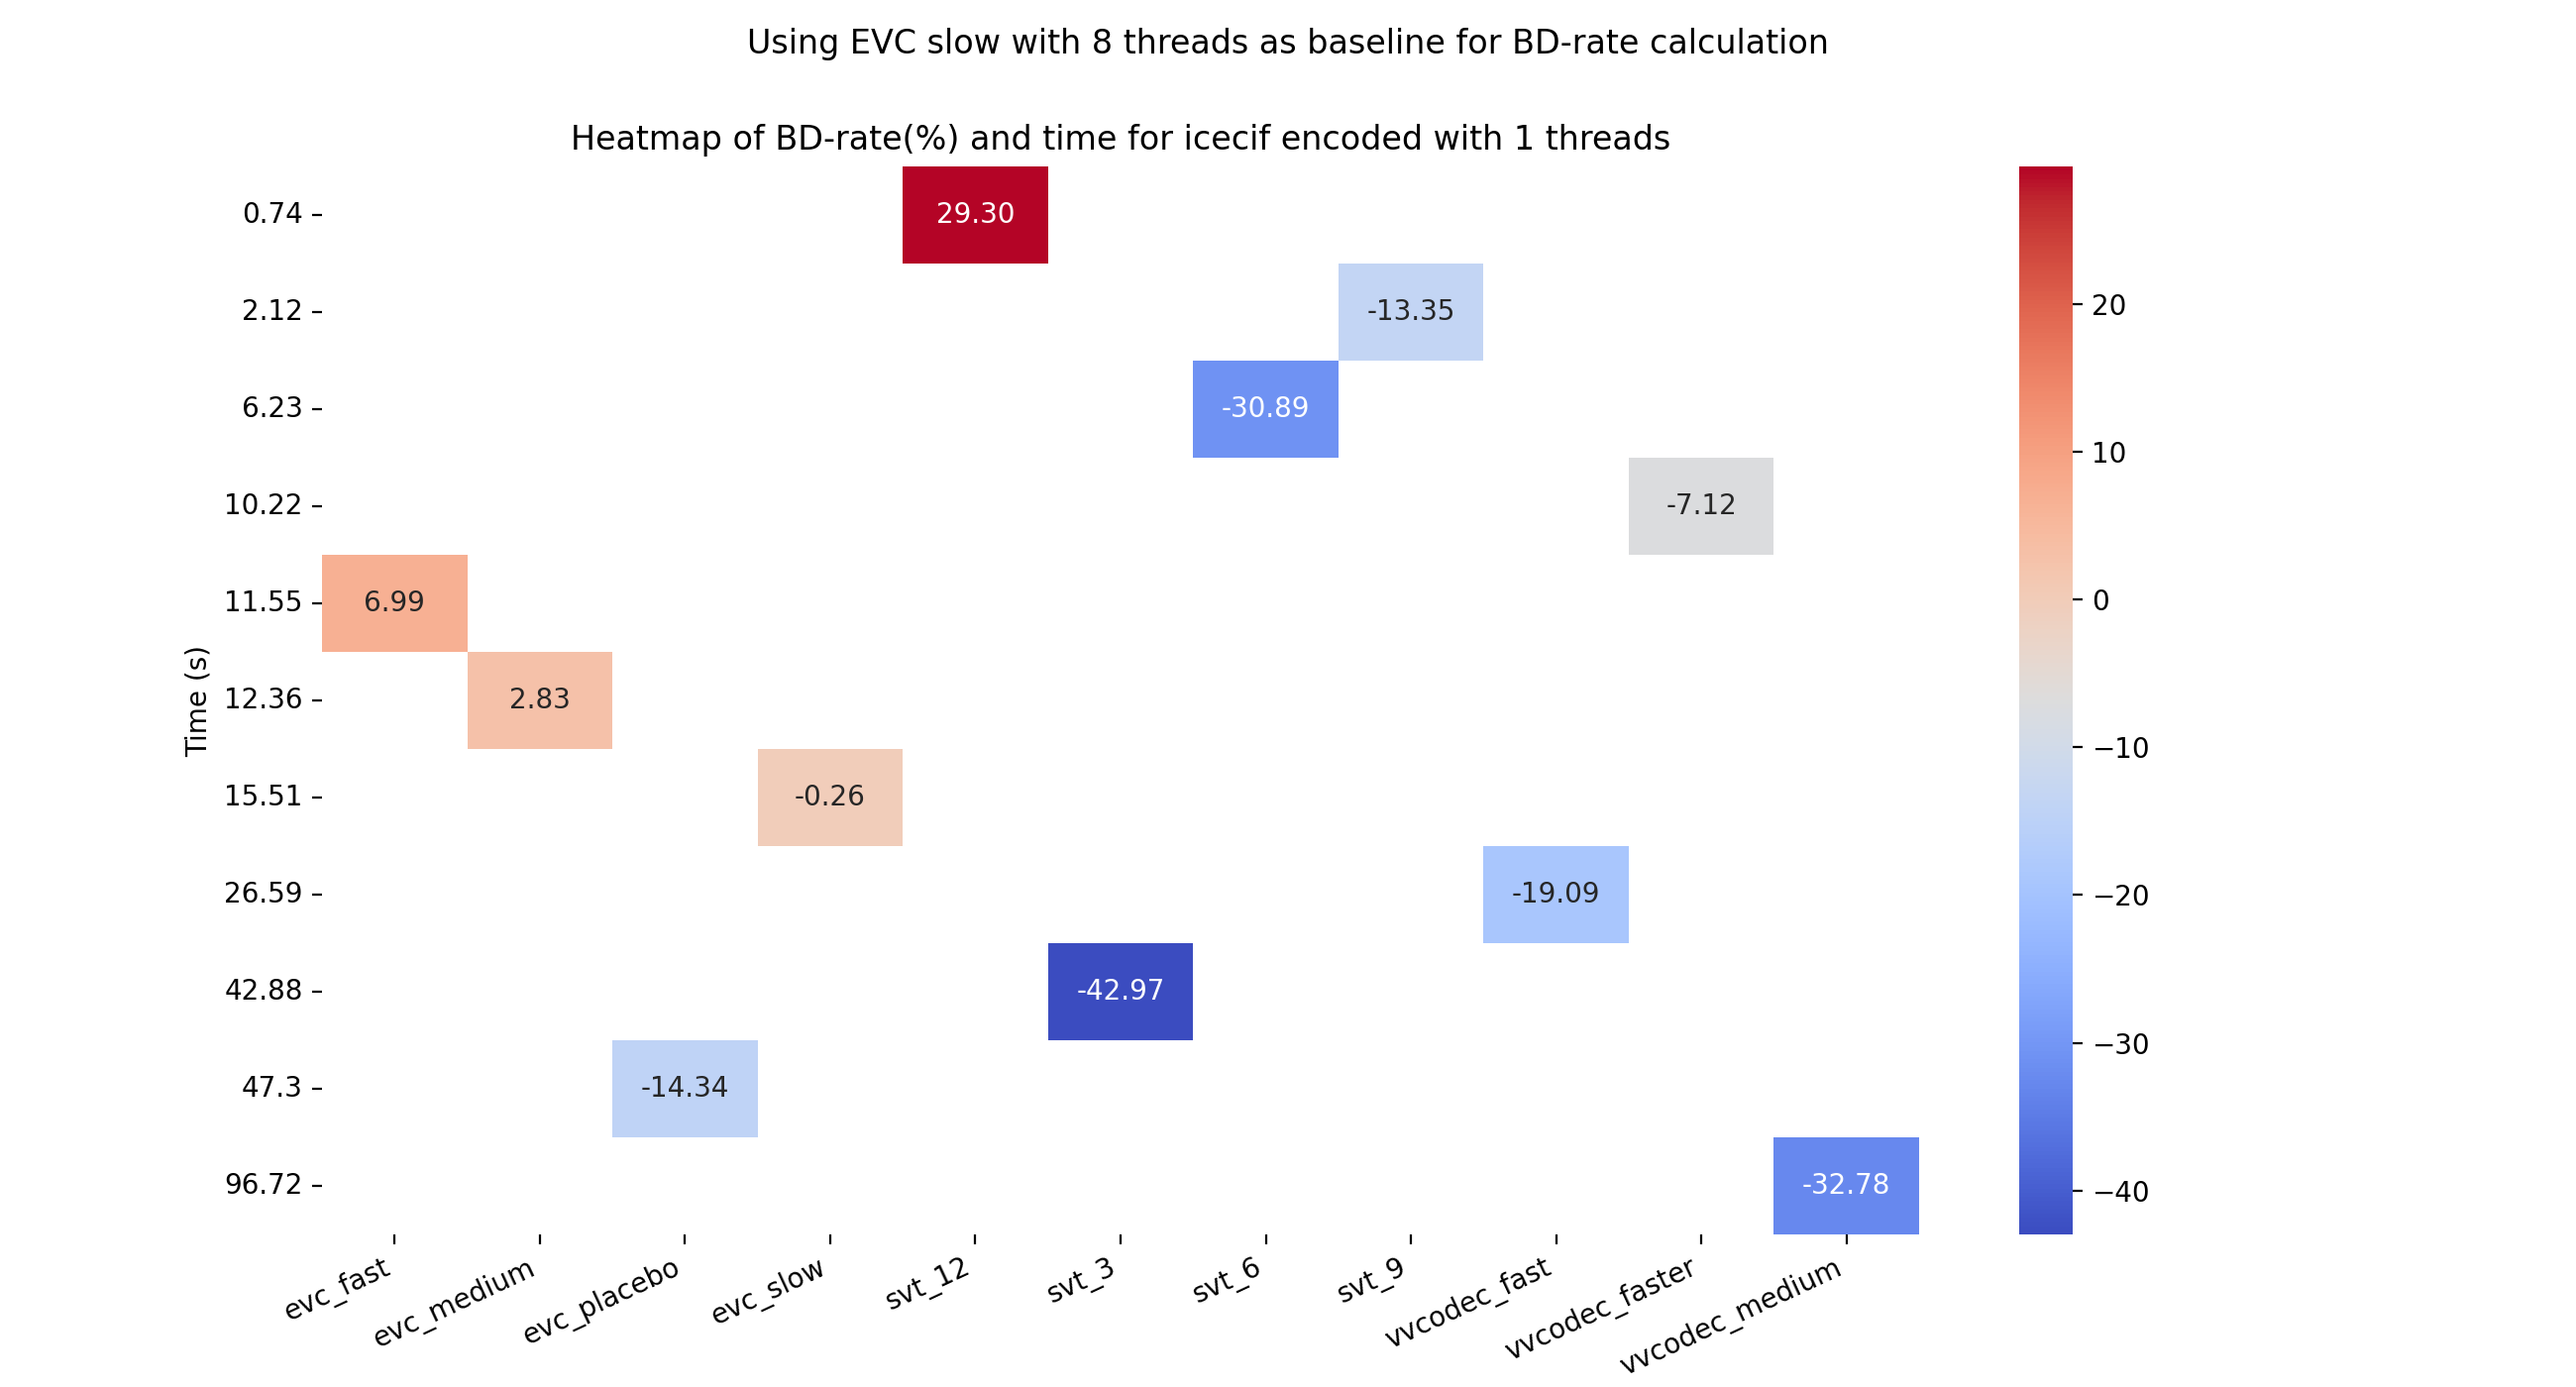 Using EVC slow with 8 threads as baseline for BD-rate calculation
Heatmap of BD-rate(%) and time for icecif encoded with 1 threads
Time (s)
0.74
29.30
2.12
-13.35
6.23
-30.89
10.22
-7.12
11.55
6.99
12.36
2.83
15.51
-0.26
26.59
-19.09
42.88
-42.97
47.3
-14.34
96.72
-32.78
evc_fast
evc_medium
evc_placebo
evc_slow
svt_12
svt_3
svt_6
svt_9
vvcodec_fast
vvcodec_faster
vvcodec_medium
20
10
0
−10
−20
−30
−40